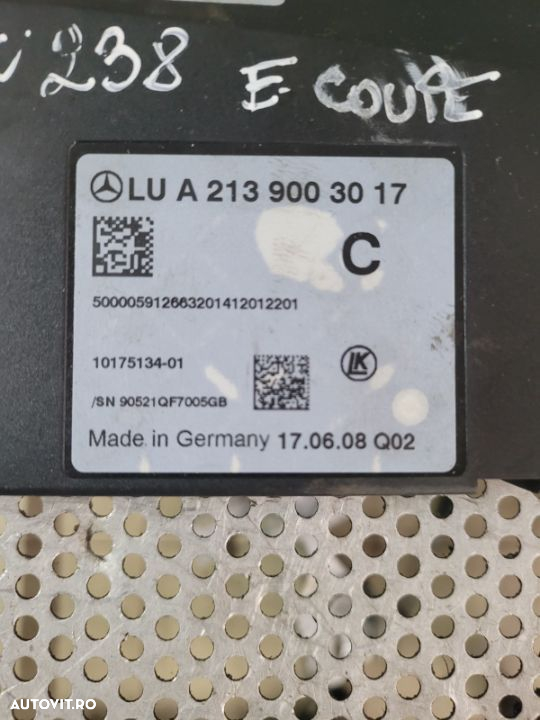 238
E-COUPE
LU A 213 900 30 17
C
500005912663201412012201
10175134-01
LK
/SN 90521QF7005GB
Made in Germany 17.06.08 Q02
AUTOVIT.RO